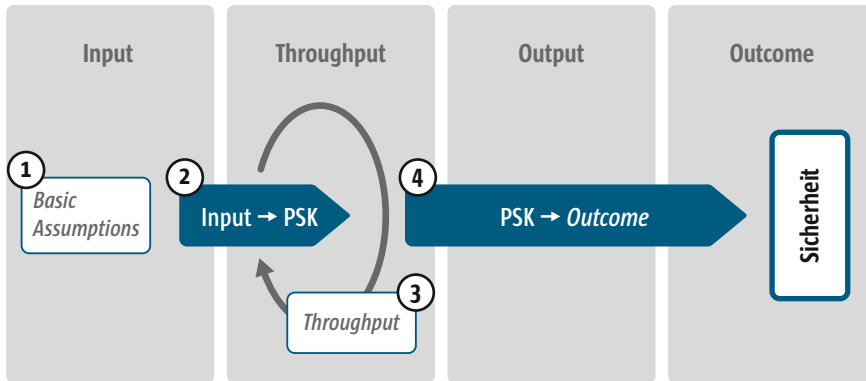 Input
Throughput
Output
Outcome
1
Basic
Assumptions
2
Input → PSK
3
Throughput
4
PSK → Outcome
Sicherheit